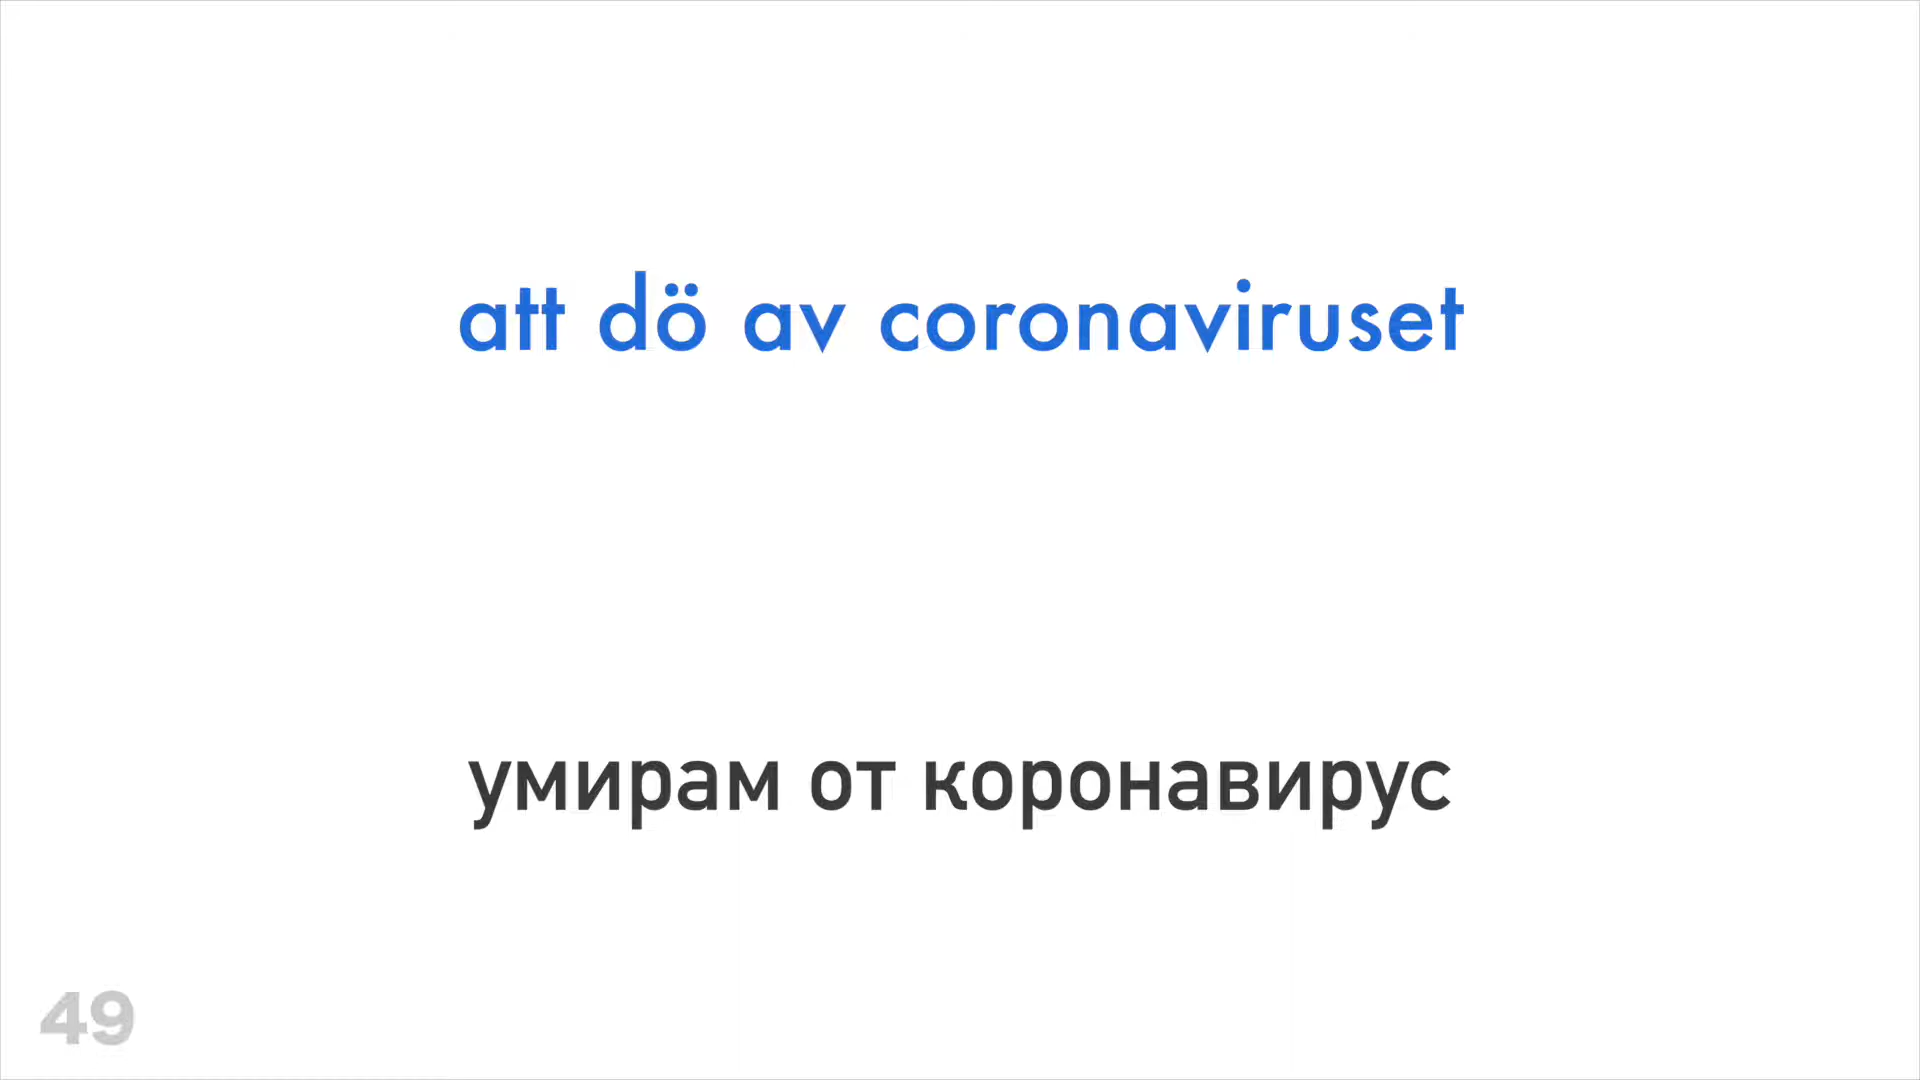 att dö av coronaviruset
умирам от коронавирус
49